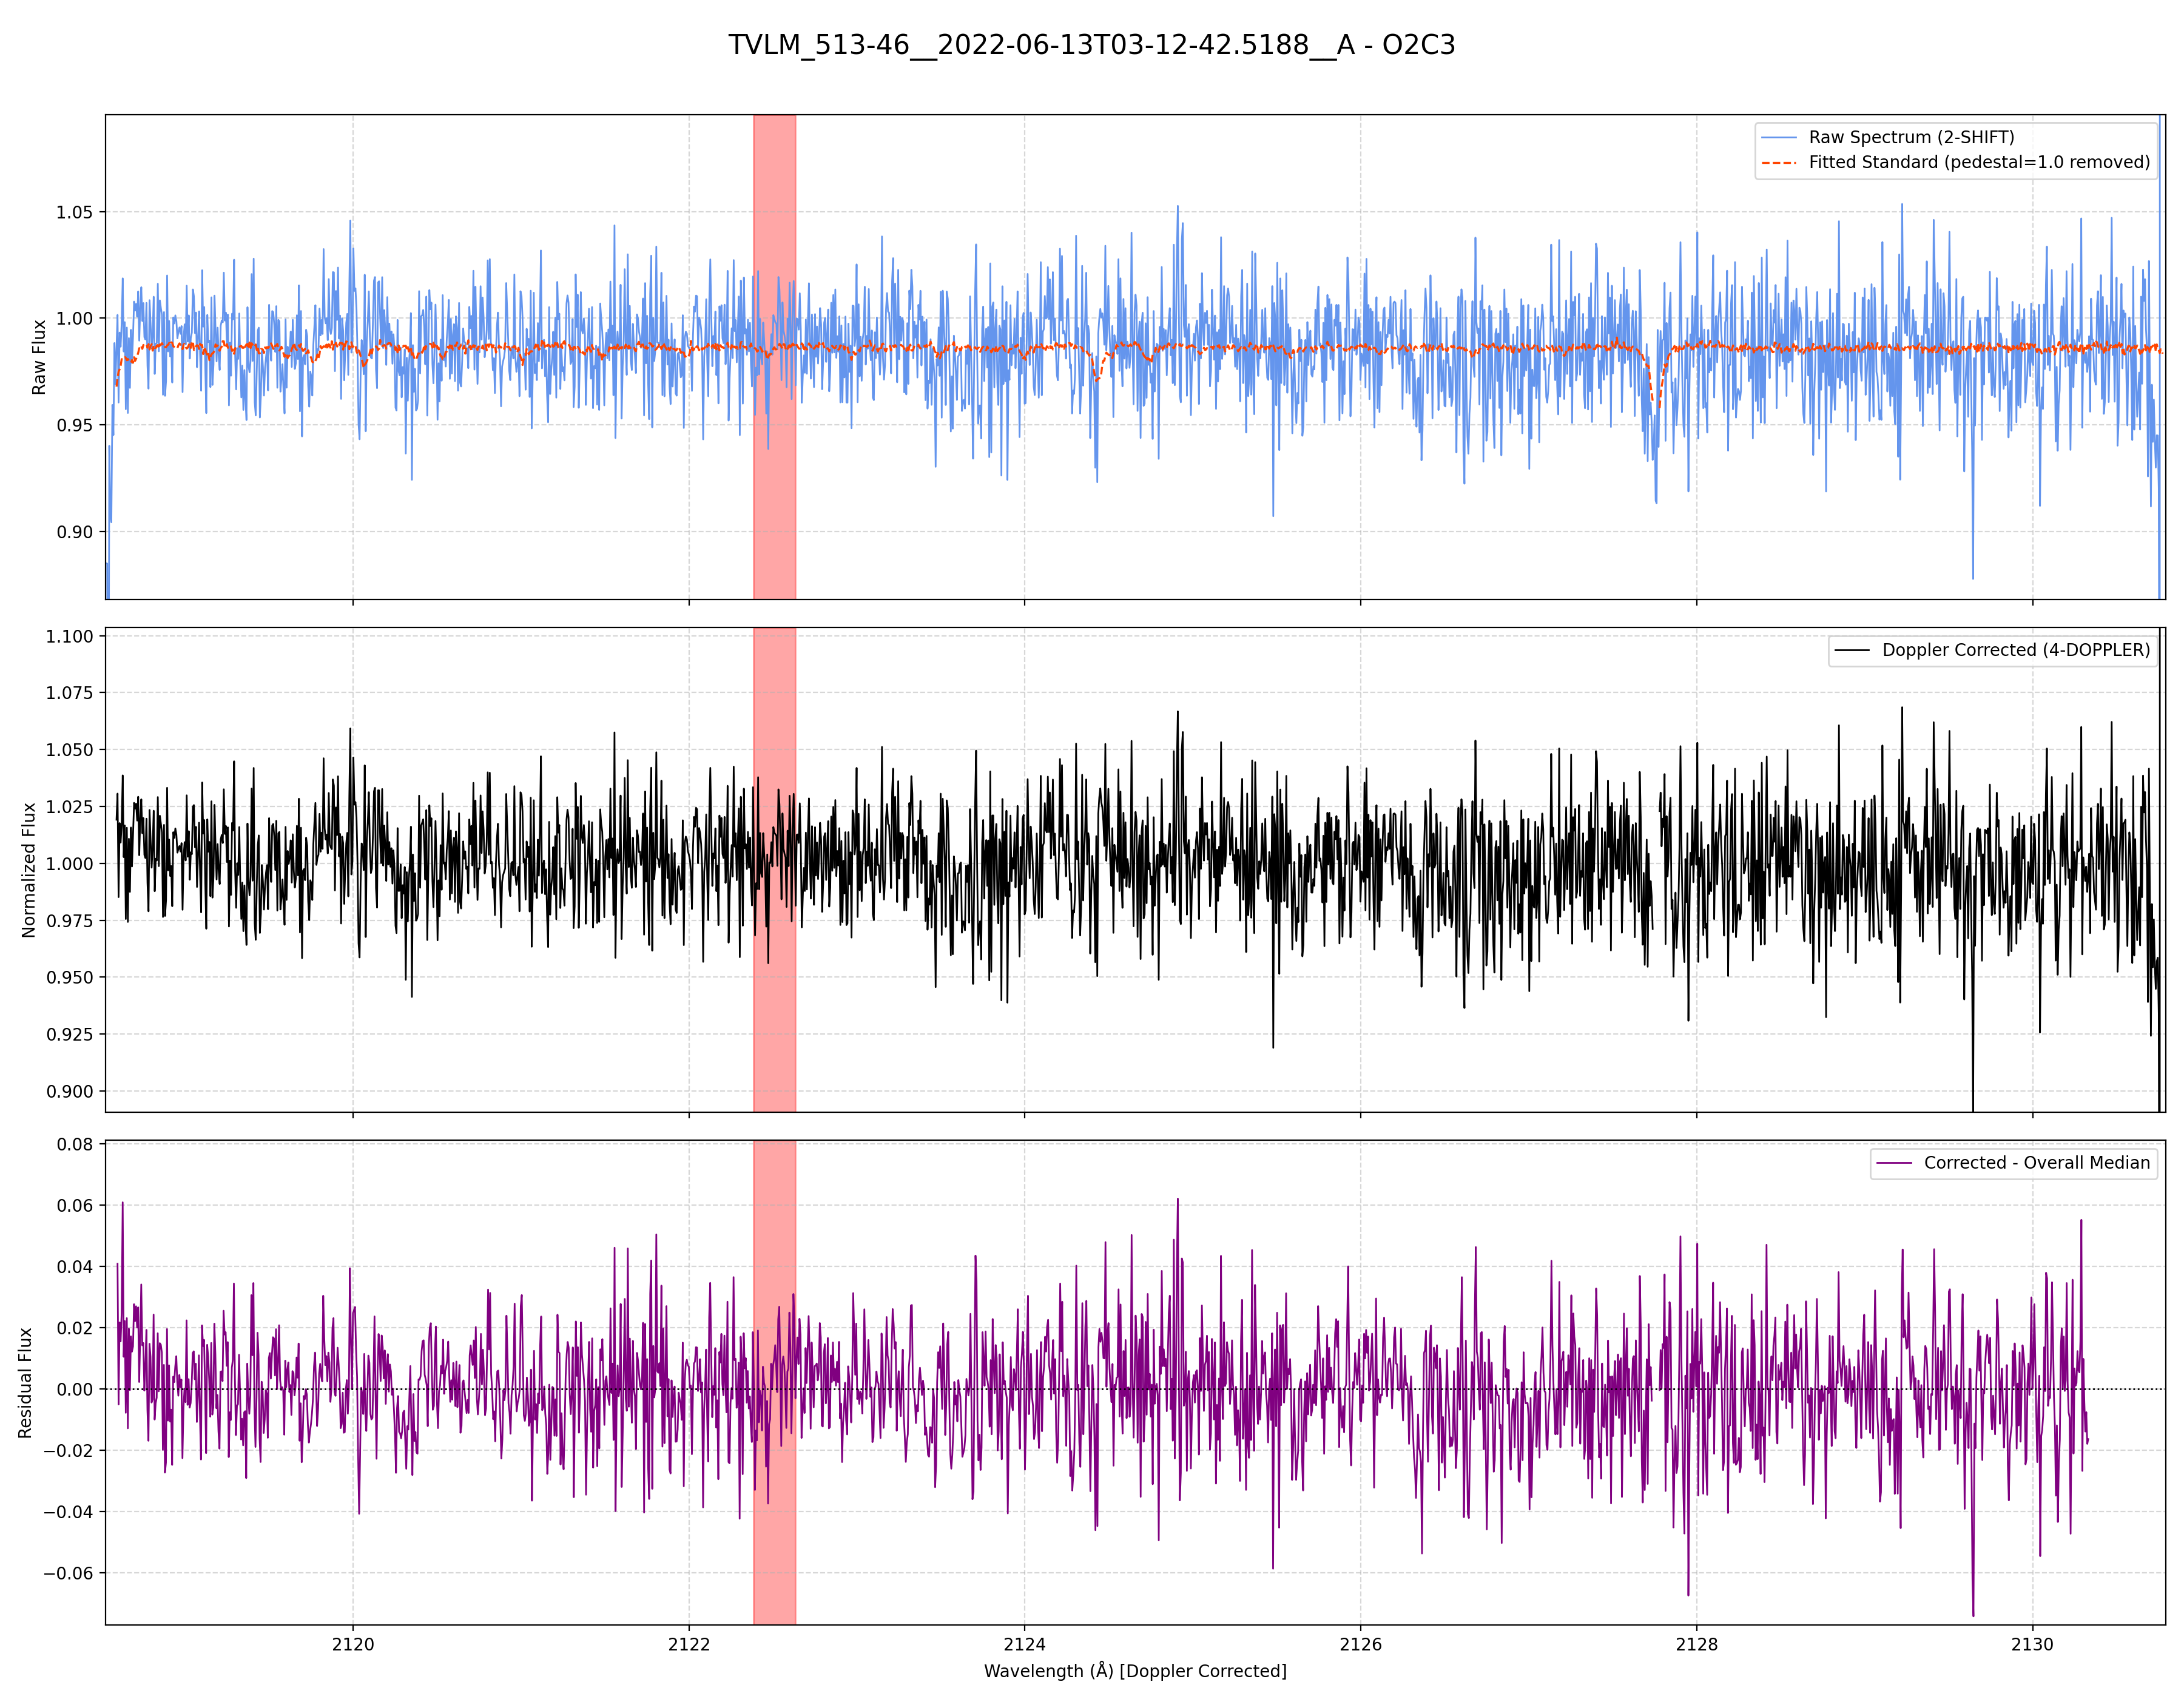 TVLM_513-46__2022-06-13T03-12-42.5188__A - O2C3
Raw Spectrum (2-SHIFT)
Fitted Standard (pedestal=1.0 removed)
Raw Flux
1.05
1.00
0.95
0.90
Doppler Corrected (4-DOPPLER)
Normalized Flux
1.100
1.075
1.050
1.025
1.000
0.975
0.950
0.925
0.900
Corrected - Overall Median
Residual Flux
0.08
0.06
0.04
0.02
0.00
−0.02
−0.04
−0.06
2120 2122 2124 2126 2128 2130
Wavelength (Å) [Doppler Corrected]